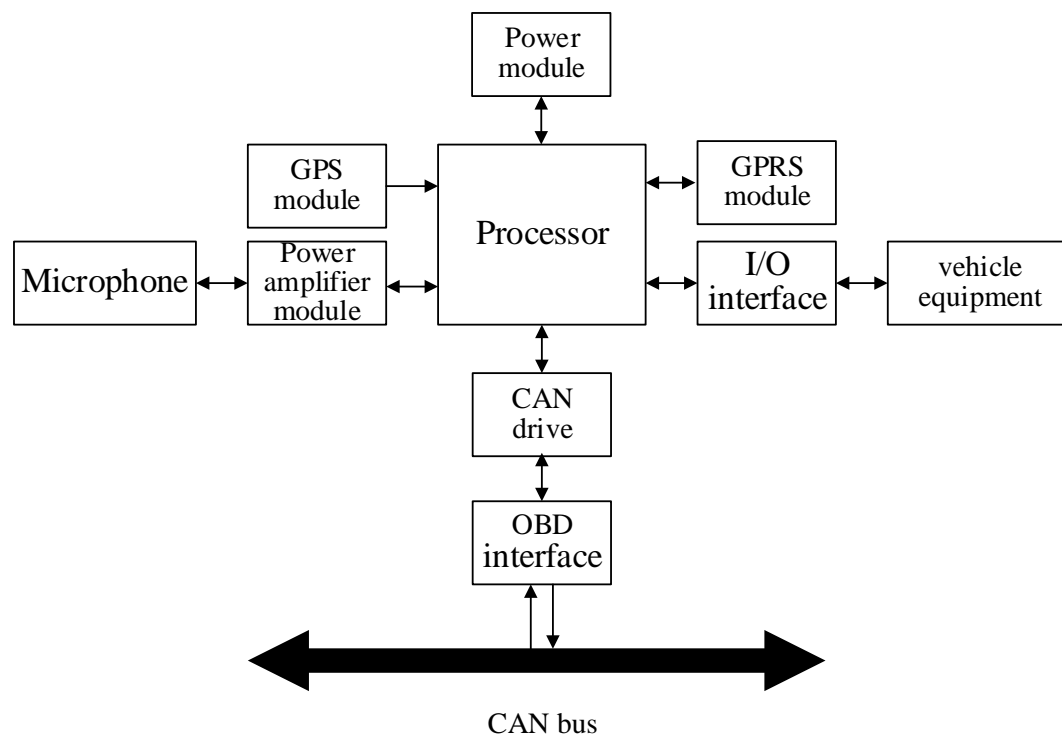 Power
module
GPS
module
GPRS
module
Processor
Microphone
Power
amplifier
module
I/O
interface
vehicle
equipment
CAN
drive
OBD
interface
CAN bus